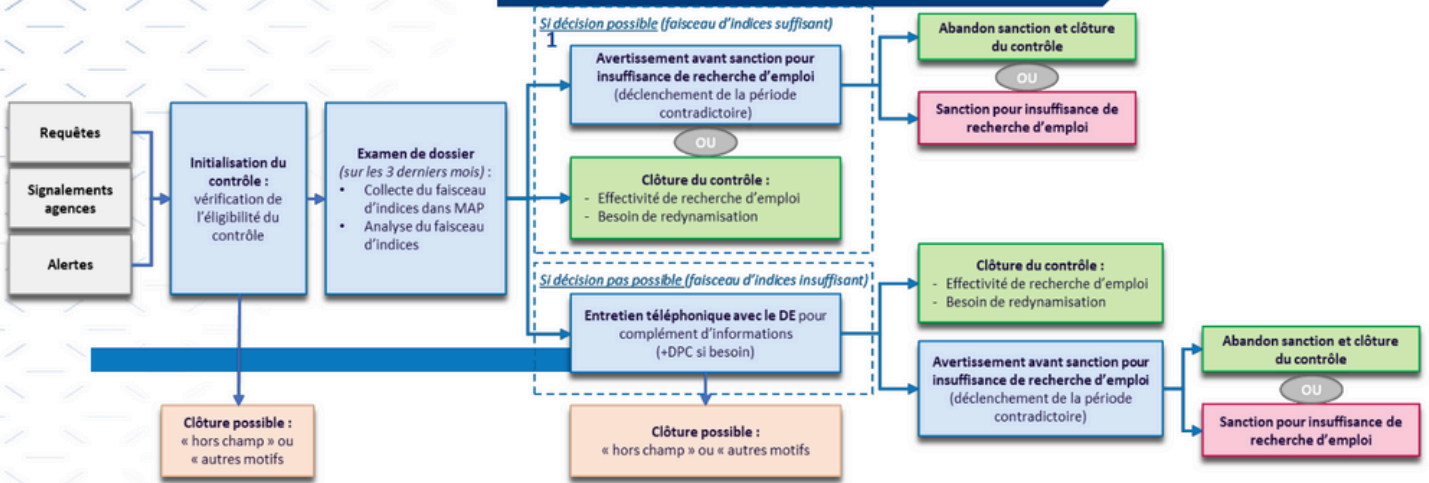 Requêtes
Signalements
agences
Alertes
Initialisation du
contrôle :
vérification de
l'éligibilité du
contrôle
Clôture possible :
« hors champ » ou
« autres motifs
Examen de dossier
(sur les 3 derniers mois) :
• Collecte du faisceau
d'indices dans MAP
• Analyse du faisceau
d'indices
Si décision possible (faisceau d'indices suffisant)
1
Avertissement avant sanction pour
insuffisance de recherche d'emploi
(déclenchement de la période
contradictoire)
OU
Clôture du contrôle :
- Effectivité de recherche d'emploi
- Besoin de redynamisation
Abandon sanction et clôture
du contrôle
OU
Sanction pour insuffisance de
recherche d'emploi
Si décision pas possible (faisceau d'indices insuffisant)
Entretien téléphonique avec le DE pour
complément d'informations
(+DPC si besoin)
Clôture possible :
« hors champ » ou « autres motifs
Clôture du contrôle :
- Effectivité de recherche d'emploi
- Besoin de redynamisation
Avertissement avant sanction pour
insuffisance de recherche d'emploi
(déclenchement de la période
contradictoire)
Abandon sanction et clôture
du contrôle
OU
Sanction pour insuffisance de
recherche d'emploi